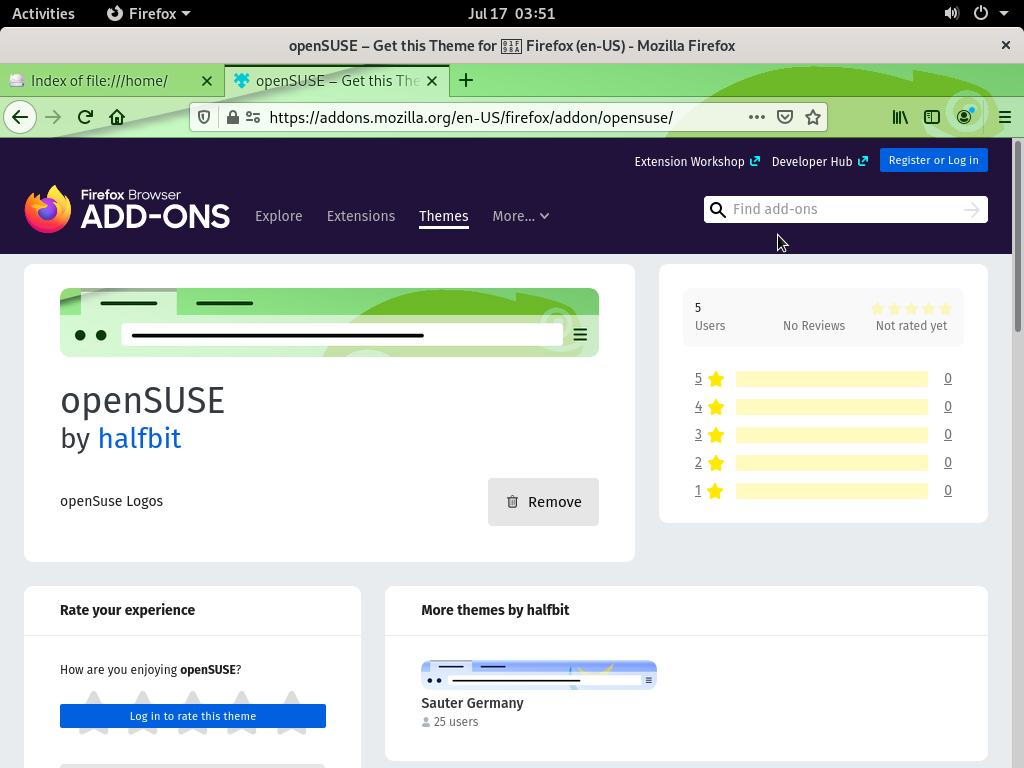 Activities Firefox Jul 17 03:51
openSUSE – Get this Theme for 01F98A Firefox (en-US) - Mozilla Firefox
Index of file:///home/ openSUSE – Get this The
https://addons.mozilla.org/en-US/firefox/addon/opensuse/
Extension Workshop Developer Hub Register or Log in
Firefox Browser
ADD-ONS
Explore Extensions Themes More... Find add-ons
openSUSE
by halfbit
openSuse Logos
Remove
5
Users No Reviews Not rated yet
5 0
4 0
3 0
2 0
1 0
Rate your experience
How are you enjoying openSUSE?
Log in to rate this theme
More themes by halfbit
Sauter Germany
25 users